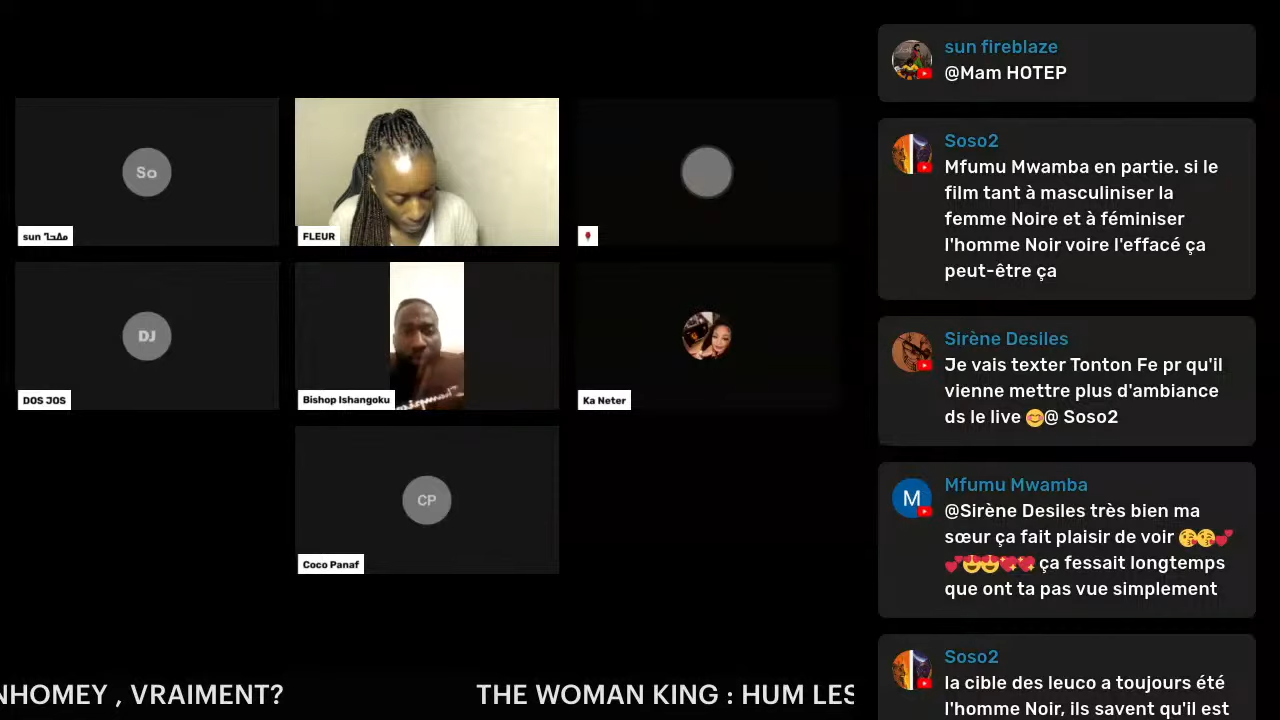 So
sun
FLEUR
DJ
DOS JOS
Bishop Ishangoku
Ka Neter
CP
Coco Panaf
NHOMEY , VRAIMENT?
THE WOMAN KING : HUM LES
sun fireblaze
@Mam HOTEP
Soso2
Mfumu Mwamba en partie. si le
film tant à masculiniser la
femme Noire et à féminiser
l'homme Noir voire l'effacé ça
peut-être ça
Sirène Desiles
Je vais texter Tonton Fe pr qu'il
vienne mettre plus d'ambiance
ds le live 😊@ Soso2
M
Mfumu Mwamba
@Sirène Desiles très bien ma
sœur ça fait plaisir de voir 😘😘💕
💕😍😍💖💖 ça fessait longtemps
que ont ta pas vue simplement
Soso2
la cible des leuco a toujours été
l'homme Noir, ils savent qu'il est